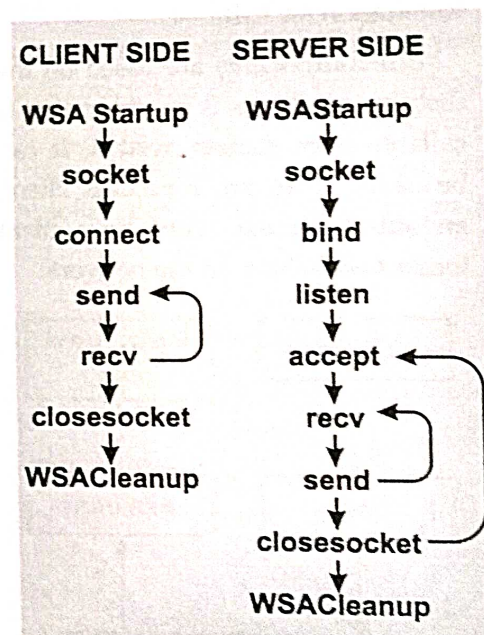 CLIENT SIDE
WSA Startup
socket
connect
send
recv
closesocket
WSACleanup
SERVER SIDE
WSAStartup
socket
bind
listen
accept
recv
send
closesocket
WSACleanup